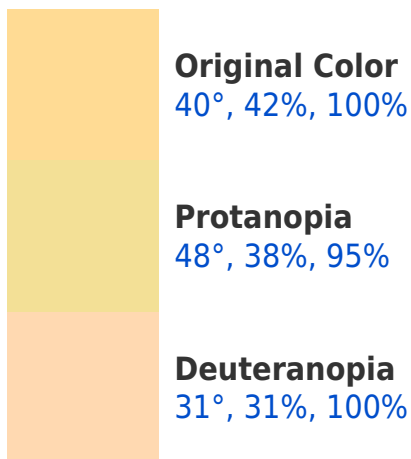 Original Color
40°, 42%, 100%
Protanopia
48°, 38%, 95%
Deuteranopia
31°, 31%, 100%